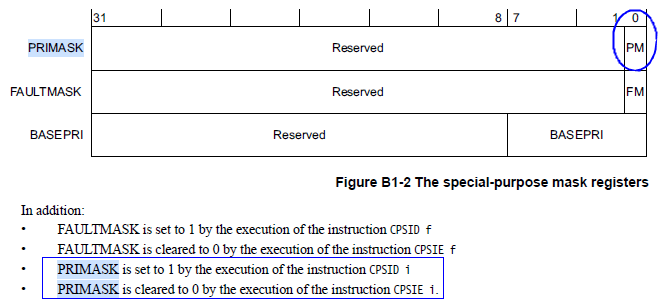 31 8 7 1 0
PRIMASK Reserved PM
FAULTMASK Reserved FM
BASEPRI Reserved BASEPRI
Figure B1-2 The special-purpose mask registers
In addition:
• FAULTMASK is set to 1 by the execution of the instruction CPSID f
• FAULTMASK is cleared to 0 by the execution of the instruction CPSIE f
• PRIMASK is set to 1 by the execution of the instruction CPSID i
• PRIMASK is cleared to 0 by the execution of the instruction CPSIE i.